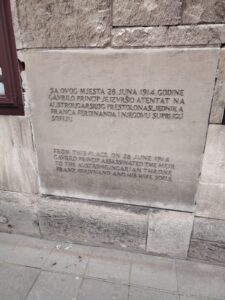 SA OVOG MJESTA 28. JUNA 1914. GODINE
GAVRILO PRINCIP JE IZVRŠIO ATENTAT NA
AUSTROUGARSKOG PRESTOLONASLJEDNIKA
FRANCA FERDINANDA I NJEGOVU SUPRUGU
SOFIJU
FROM THIS PLACE ON 28 JUNE 1914
GAVRILO PRINCIP ASSASSINATED THE HEIR
TO THE AUSTROHUNGARIAN THRONE
FRANZ FERDINAND AND HIS WIFE SOFIA